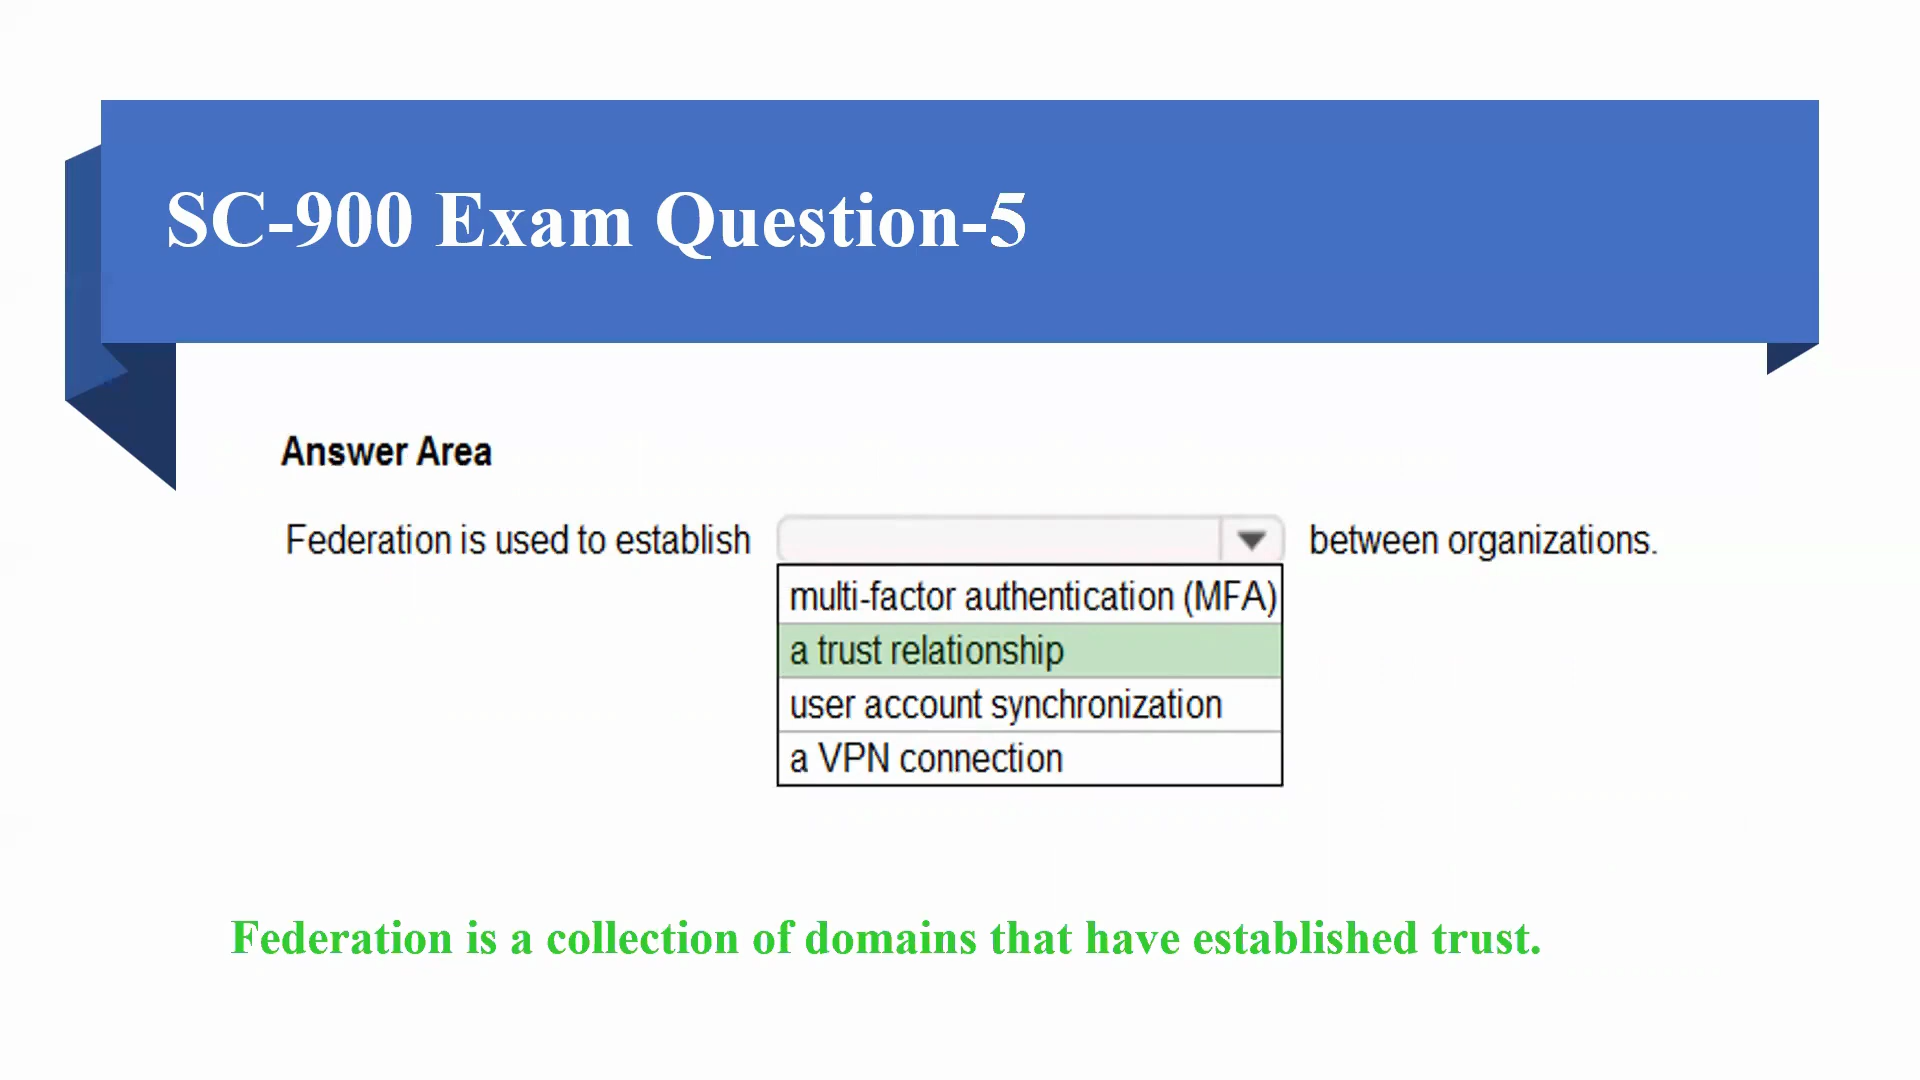 SC-900 Exam Question-5
Answer Area
Federation is used to establish between organizations.
multi-factor authentication (MFA)
a trust relationship
user account synchronization
a VPN connection
Federation is a collection of domains that have established trust.